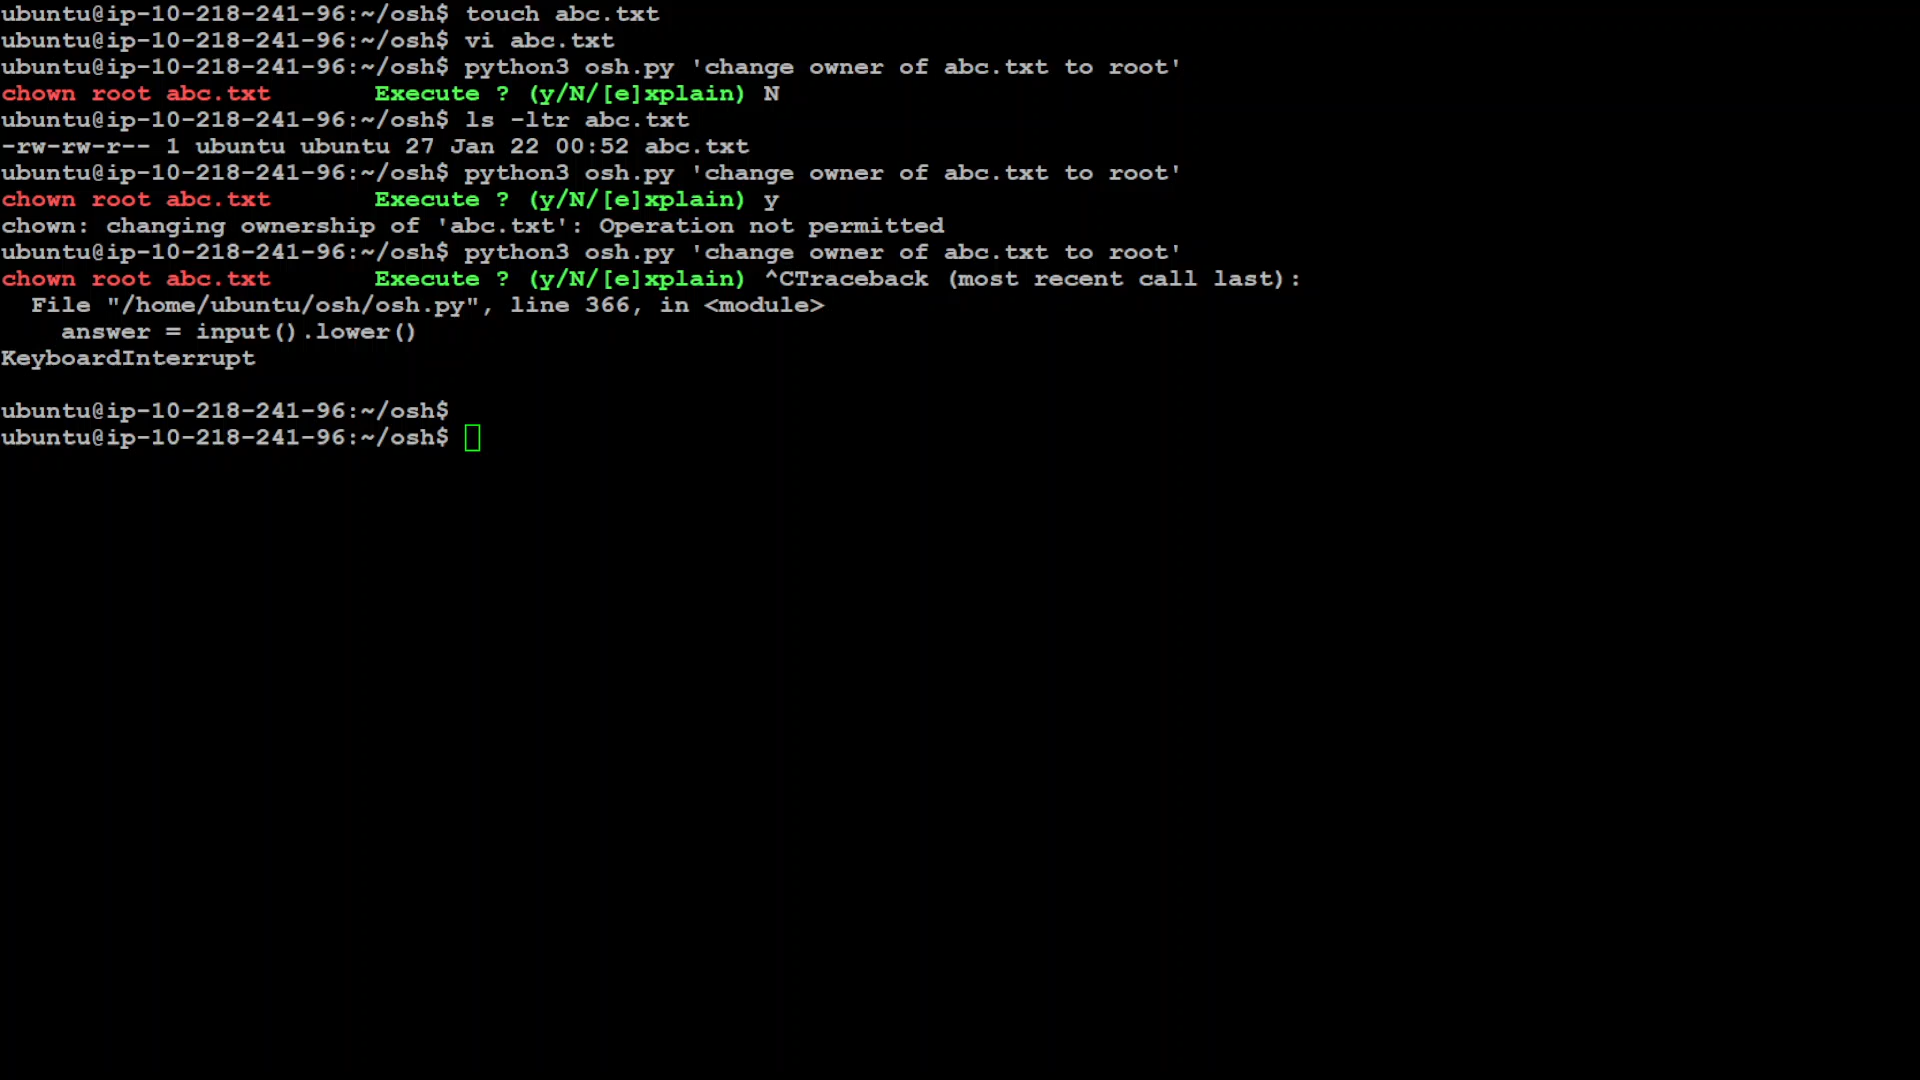 ubuntu@ip-10-218-241-96:~/osh$ touch abc.txt
ubuntu@ip-10-218-241-96:~/osh$ vi abc.txt
ubuntu@ip-10-218-241-96:~/osh$ python3 osh.py 'change owner of abc.txt to root'
chown root abc.txt       Execute ? (y/N/[e]xplain) N
ubuntu@ip-10-218-241-96:~/osh$ ls -ltr abc.txt
-rw-rw-r-- 1 ubuntu ubuntu 27 Jan 22 00:52 abc.txt
ubuntu@ip-10-218-241-96:~/osh$ python3 osh.py 'change owner of abc.txt to root'
chown root abc.txt       Execute ? (y/N/[e]xplain) y
chown: changing ownership of 'abc.txt': Operation not permitted
ubuntu@ip-10-218-241-96:~/osh$ python3 osh.py 'change owner of abc.txt to root'
chown root abc.txt       Execute ? (y/N/[e]xplain) ^CTraceback (most recent call last):
  File "/home/ubuntu/osh/osh.py", line 366, in <module>
    answer = input().lower()
KeyboardInterrupt

ubuntu@ip-10-218-241-96:~/osh$
ubuntu@ip-10-218-241-96:~/osh$